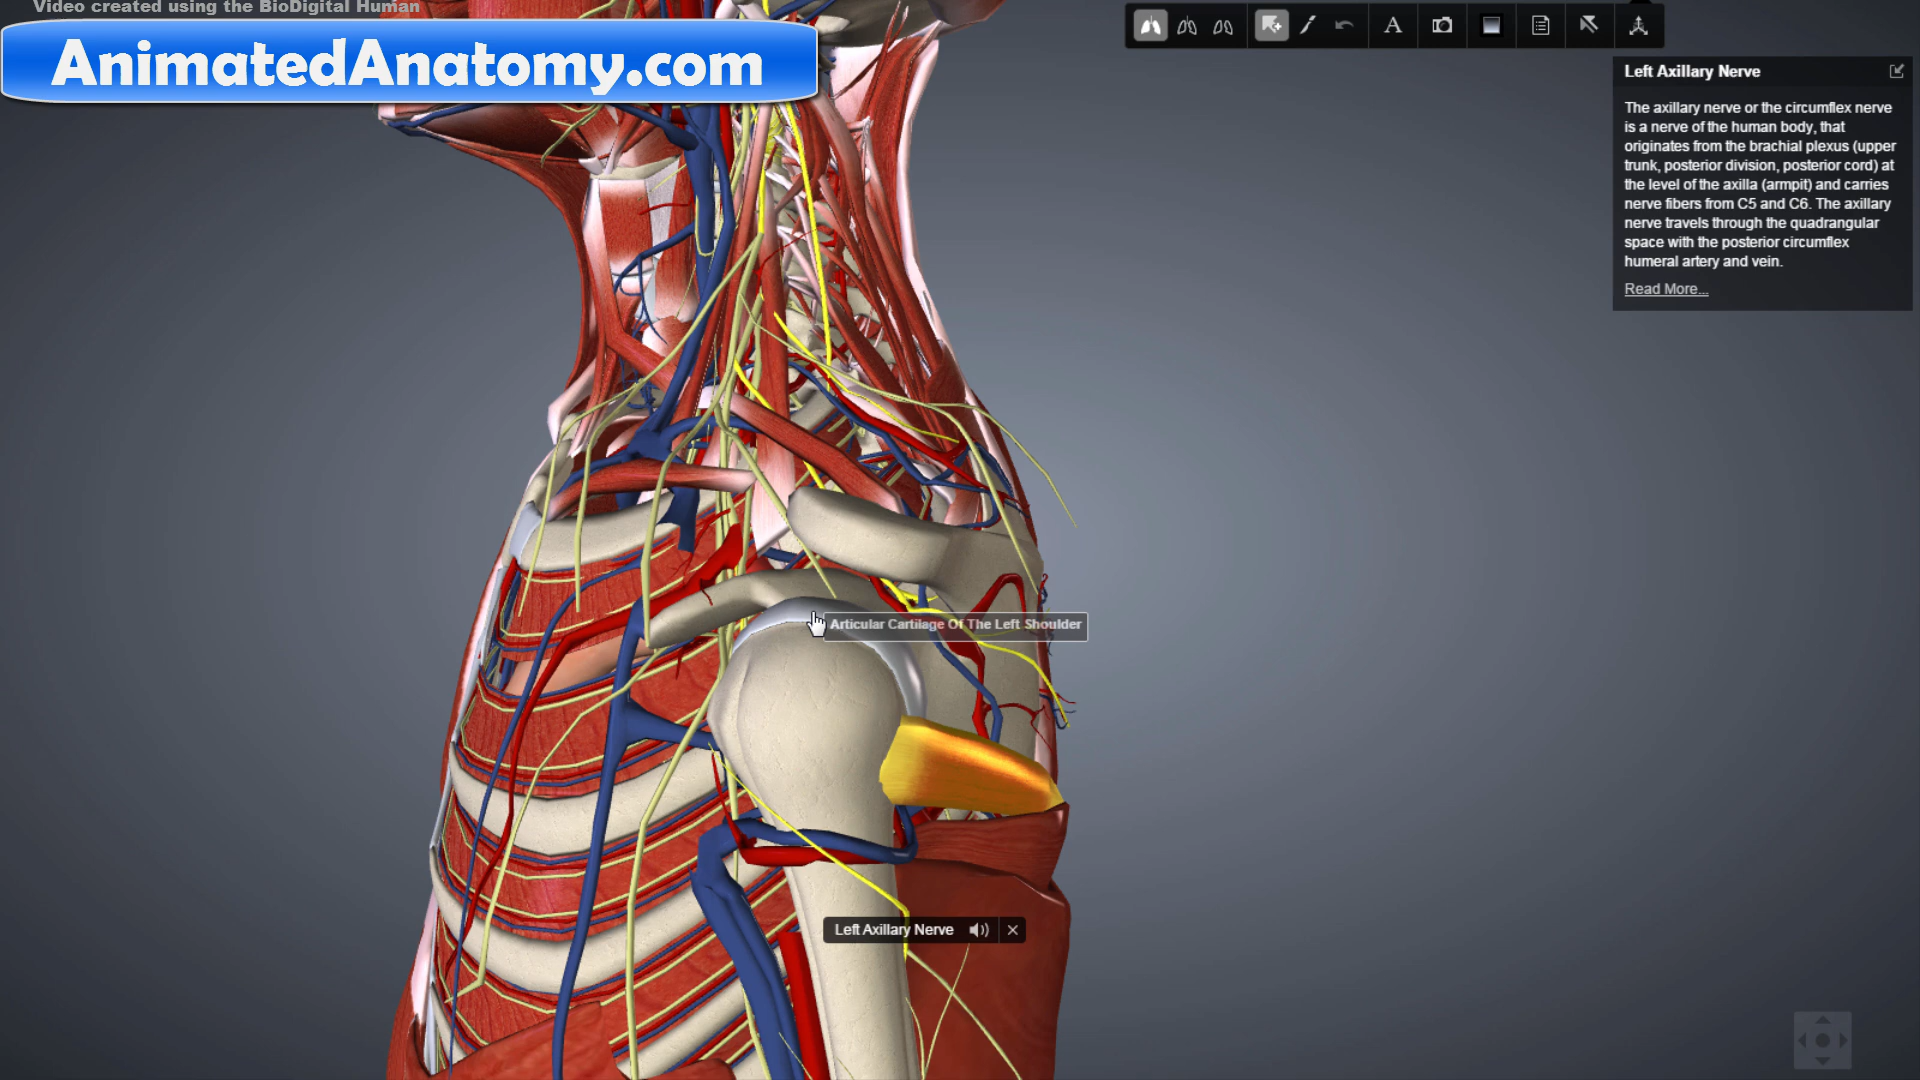 Video created using the BioDigital Human
AnimatedAnatomy.com
A
Left Axillary Nerve
The axillary nerve or the circumflex nerve
is a nerve of the human body, that
originates from the brachial plexus (upper
trunk, posterior division, posterior cord) at
the level of the axilla (armpit) and carries
nerve fibers from C5 and C6. The axillary
nerve travels through the quadrangular
space with the posterior circumflex
humeral artery and vein.
Read More...
Articular Cartilage Of The Left Shoulder
Left Axillary Nerve